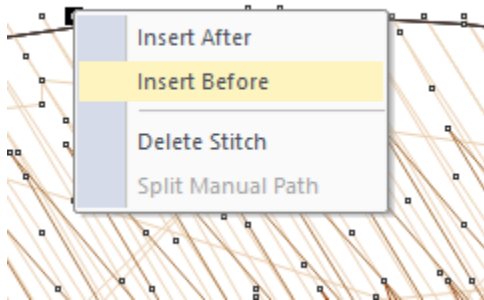 Insert After
Insert Before
Delete Stitch
Split Manual Path